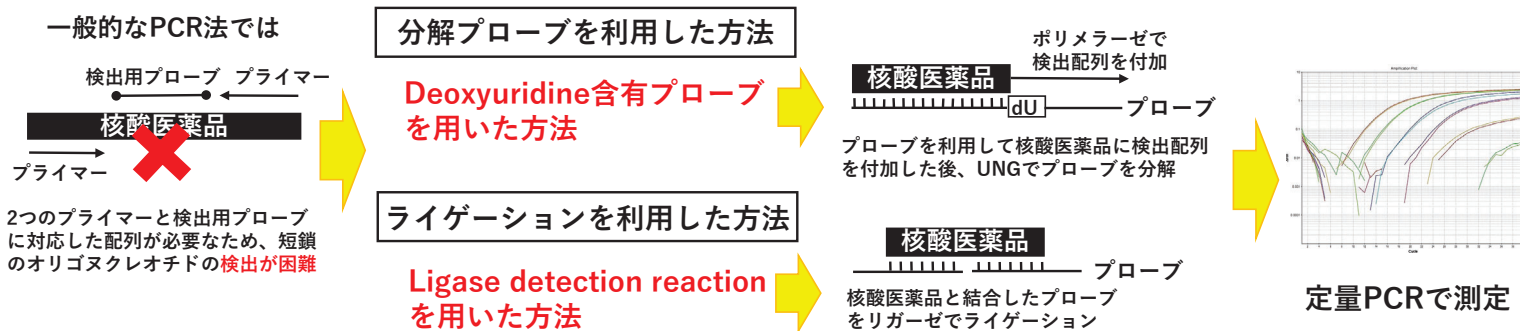 一般的なPCR法では
検出用プローブ
プライマー
核酸医薬品
プライマー
2つのプライマーと検出用プローブ
に対応した配列が必要なため、短鎖
のオリゴヌクレオチドの検出が困難
分解プローブを利用した方法
Deoxyuridine含有プローブ
を用いた方法
ポリメラーゼで
検出配列を付加
核酸医薬品
dU
プローブ
プローブを利用して核酸医薬品に検出配列
を付加した後、UNGでプローブを分解
ライゲーションを利用した方法
Ligase detection reaction
を用いた方法
核酸医薬品
プローブ
核酸医薬品と結合したプローブ
をリガーゼでライゲーション
Amplification Plot
Cycle
定量PCRで測定